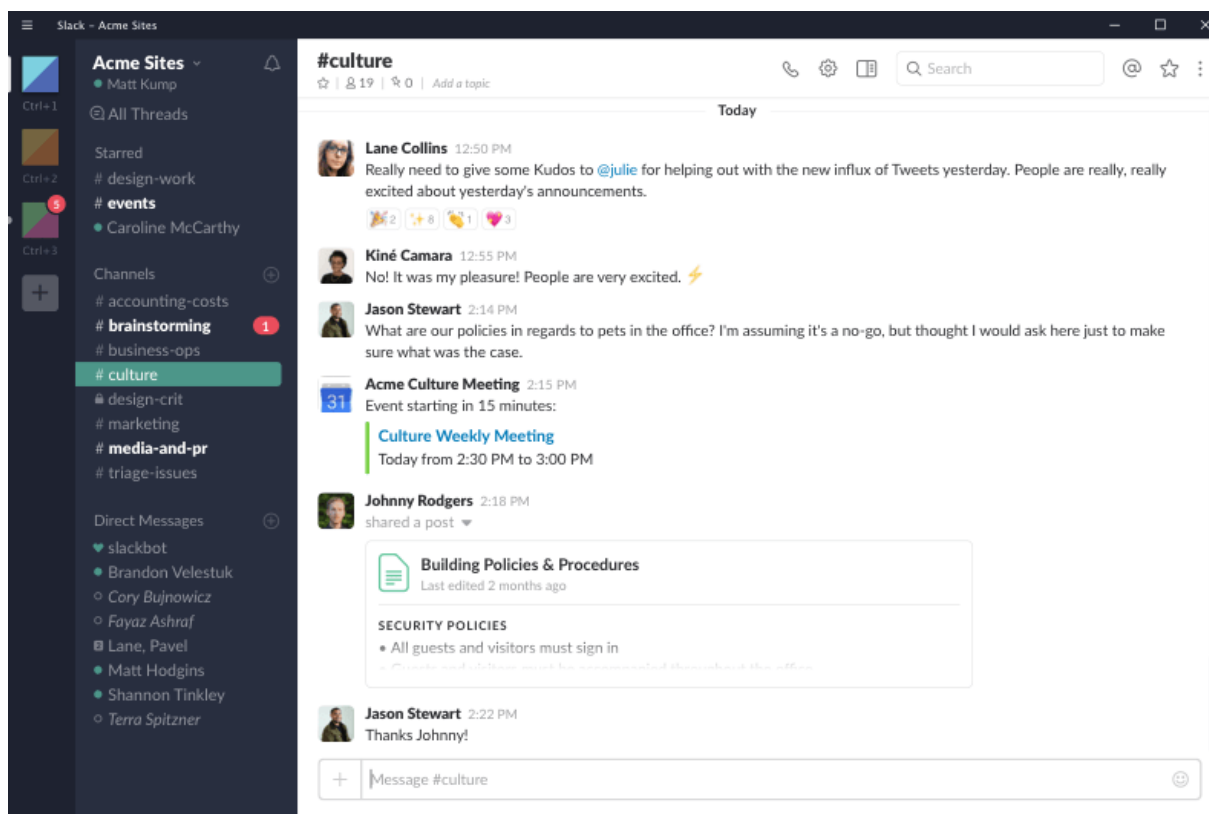 Slack - Acme Sites
Ctrl+1
Ctrl+2
5
Ctrl+3
Acme Sites
Matt Kump
All Threads
Starred
# design-work
# events
Caroline McCarthy
Channels
# accounting-costs
# brainstorming 1
# business-ops
# culture
design-crit
# marketing
# media-and-pr
# triage-issues
Direct Messages
slackbot
Brandon Velestuk
Cory Bujnowicz
Fayaz Ashraf
Lane, Pavel
Matt Hodgins
Shannon Tinkley
Terra Spitzner
#culture
19 | 0 | Add a topic
Search
Today
Lane Collins 12:50 PM
Really need to give some Kudos to @julie for helping out with the new influx of Tweets yesterday. People are really, really
excited about yesterday's announcements.
2 8 1 3
Kiné Camara 12:55 PM
No! It was my pleasure! People are very excited. ⚡
Jason Stewart 2:14 PM
What are our policies in regards to pets in the office? I'm assuming it's a no-go, but thought I would ask here just to make
sure what was the case.
31
Acme Culture Meeting 2:15 PM
Event starting in 15 minutes:
Culture Weekly Meeting
Today from 2:30 PM to 3:00 PM
Johnny Rodgers 2:18 PM
shared a post
Building Policies & Procedures
Last edited 2 months ago
SECURITY POLICIES
• All guests and visitors must sign in
• Guests and visitors must be accompanied throughout the office
Jason Stewart 2:22 PM
Thanks Johnny!
Message #culture